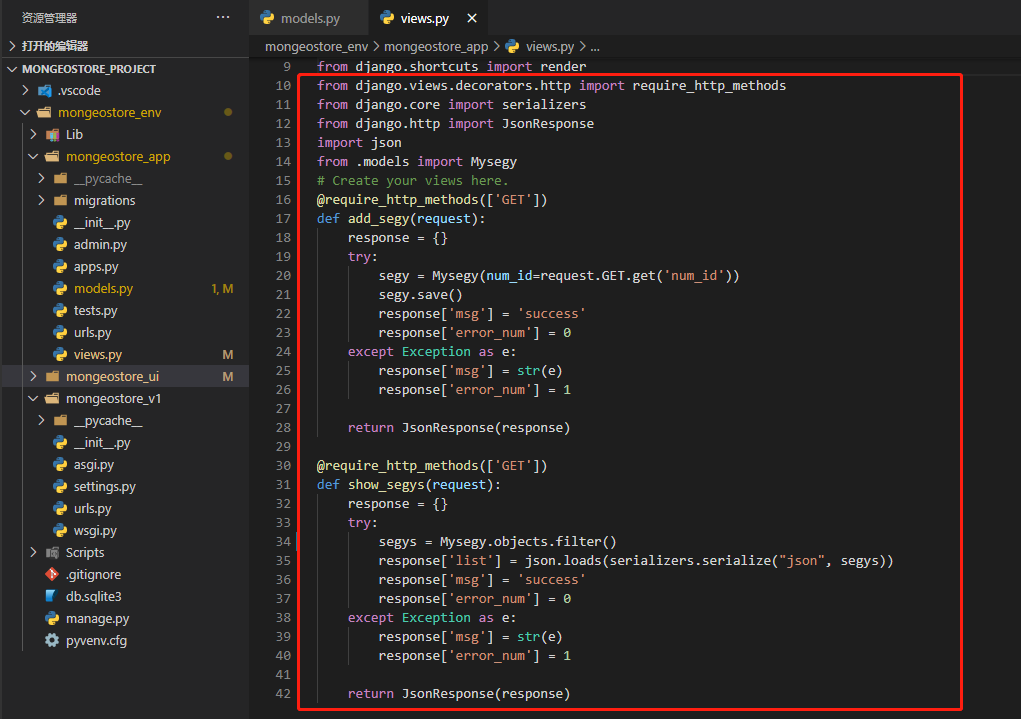 资源管理器
···
打开的编辑器
MONGEOSTORE_PROJECT
.vscode
mongeostore_env
Lib
mongeostore_app
__pycache__
migrations
__init__.py
admin.py
apps.py
models.py 1, M
tests.py
urls.py
views.py M
mongeostore_ui M
mongeostore_v1
__pycache__
__init__.py
asgi.py
settings.py
urls.py
wsgi.py
Scripts
.gitignore
db.sqlite3
manage.py
pyvenv.cfg
models.py views.py
mongeostore_env > mongeostore_app > views.py > ...
9 from django.shortcuts import render
10 from django.views.decorators.http import require_http_methods
11 from django.core import serializers
12 from django.http import JsonResponse
13 import json
14 from .models import Mysegy
15 # Create your views here.
16 @require_http_methods(['GET'])
17 def add_segy(request):
18     response = {}
19     try:
20         segy = Mysegy(num_id=request.GET.get('num_id'))
21         segy.save()
22         response['msg'] = 'success'
23         response['error_num'] = 0
24     except Exception as e:
25         response['msg'] = str(e)
26         response['error_num'] = 1
27
28     return JsonResponse(response)
29
30 @require_http_methods(['GET'])
31 def show_segys(request):
32     response = {}
33     try:
34         segys = Mysegy.objects.filter()
35         response['list'] = json.loads(serializers.serialize("json", segys))
36         response['msg'] = 'success'
37         response['error_num'] = 0
38     except Exception as e:
39         response['msg'] = str(e)
40         response['error_num'] = 1
41
42     return JsonResponse(response)